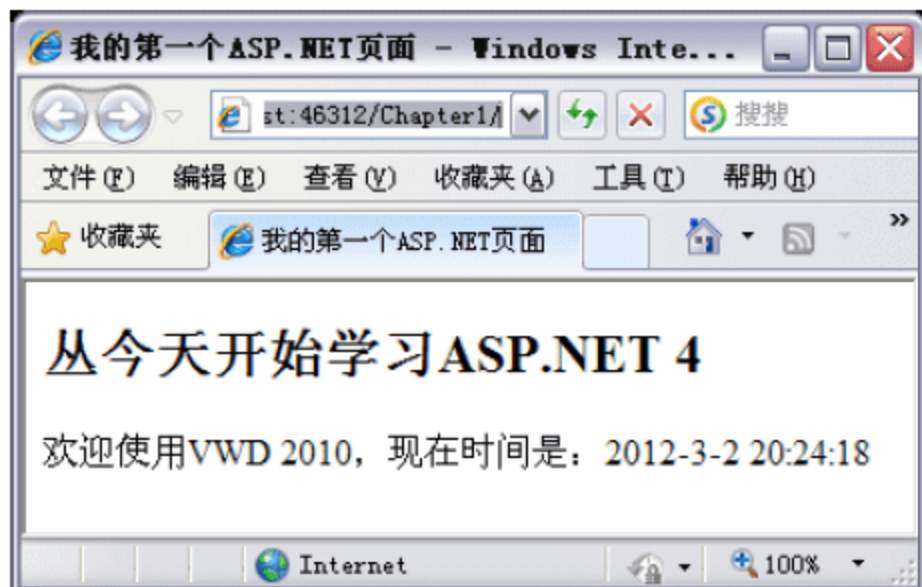 我的第一个ASP.NET页面 - Windows Inte...
st:46312/Chapter1/
搜搜
文件(F) 编辑(E) 查看(V) 收藏夹(A) 工具(T) 帮助(H)
收藏夹 我的第一个ASP.NET页面
从今天开始学习ASP.NET 4
欢迎使用VWD 2010，现在时间是：2012-3-2 20:24:18
Internet 100%